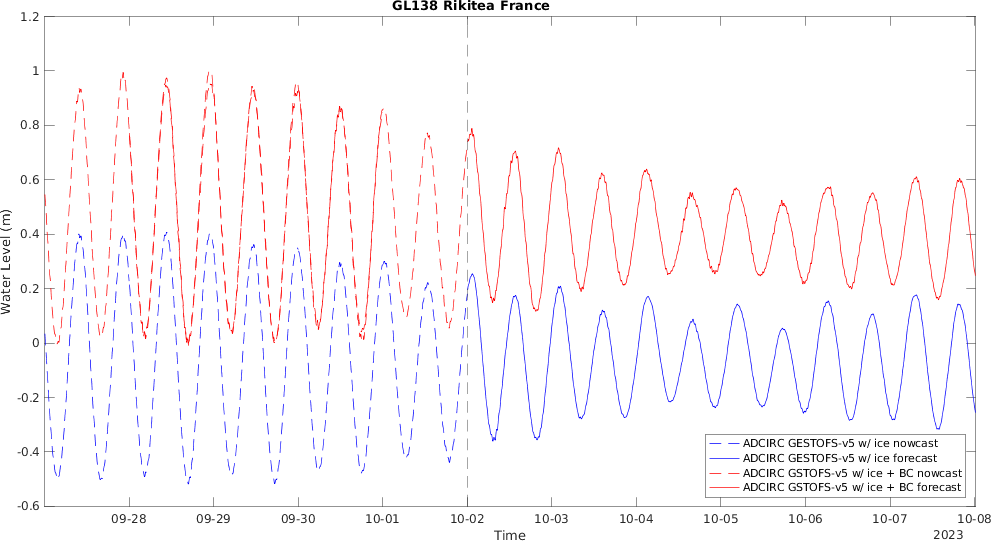 GL138 Rikitea France
1.2
1
0.8
0.6
0.4
0.2
0
-0.2
-0.4
-0.6
Water Level (m)
ADCIRC GESTOFS-v5 w/ ice nowcast
ADCIRC GESTOFS-v5 w/ ice forecast
ADCIRC GSTOFS-v5 w/ ice + BC nowcast
ADCIRC GSTOFS-v5 w/ ice + BC forecast
09-28 09-29 09-30 10-01 10-02 10-03 10-04 10-05 10-06 10-07 10-08
Time
2023